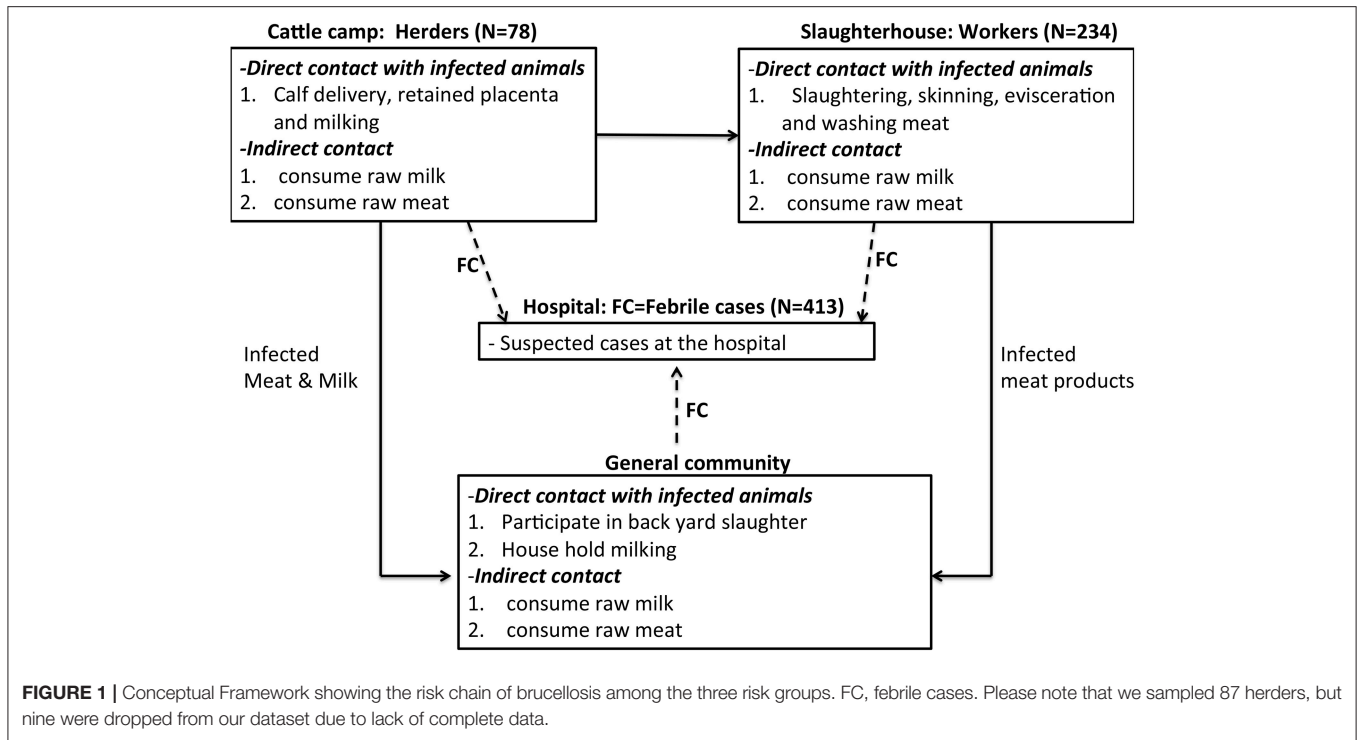 Cattle camp: Herders (N=78)
-Direct contact with infected animals
1. Calf delivery, retained placenta
and milking
-Indirect contact
1. consume raw milk
2. consume raw meat
Slaughterhouse: Workers (N=234)
-Direct contact with infected animals
1. Slaughtering, skinning, evisceration
and washing meat
-Indirect contact
1. consume raw milk
2. consume raw meat
FC
FC
Hospital: FC=Febrile cases (N=413)
- Suspected cases at the hospital
Infected
Meat & Milk
Infected
meat products
FC
General community
-Direct contact with infected animals
1. Participate in back yard slaughter
2. House hold milking
-Indirect contact
1. consume raw milk
2. consume raw meat
FIGURE 1 | Conceptual Framework showing the risk chain of brucellosis among the three risk groups. FC, febrile cases. Please note that we sampled 87 herders, but
nine were dropped from our dataset due to lack of complete data.